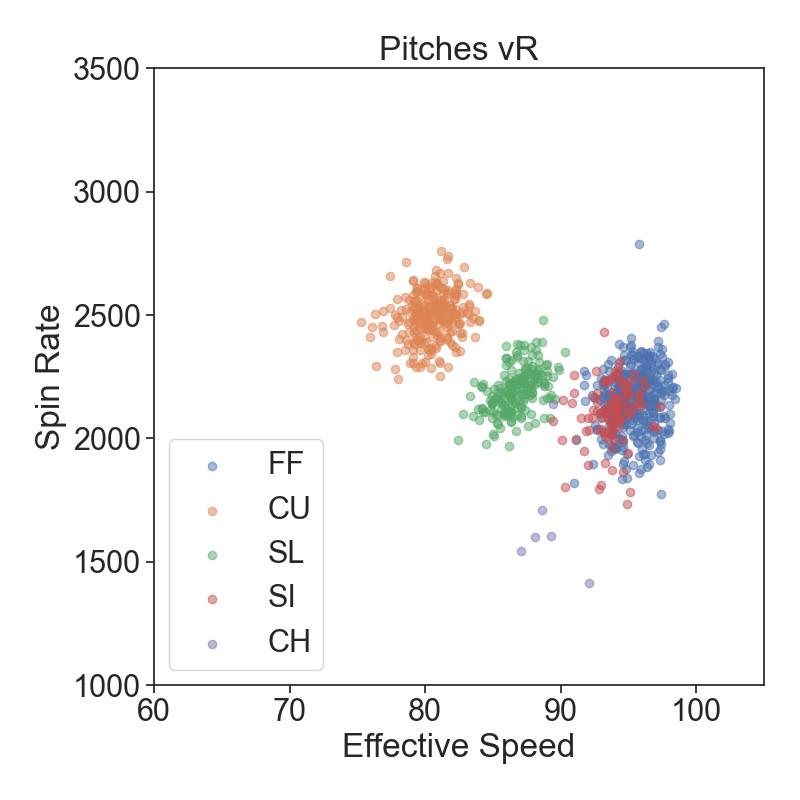 Pitches vR
3500
3000
2500
2000
1500
1000
Spin Rate
FF
CU
SL
SI
CH
60 70 80 90 100
Effective Speed